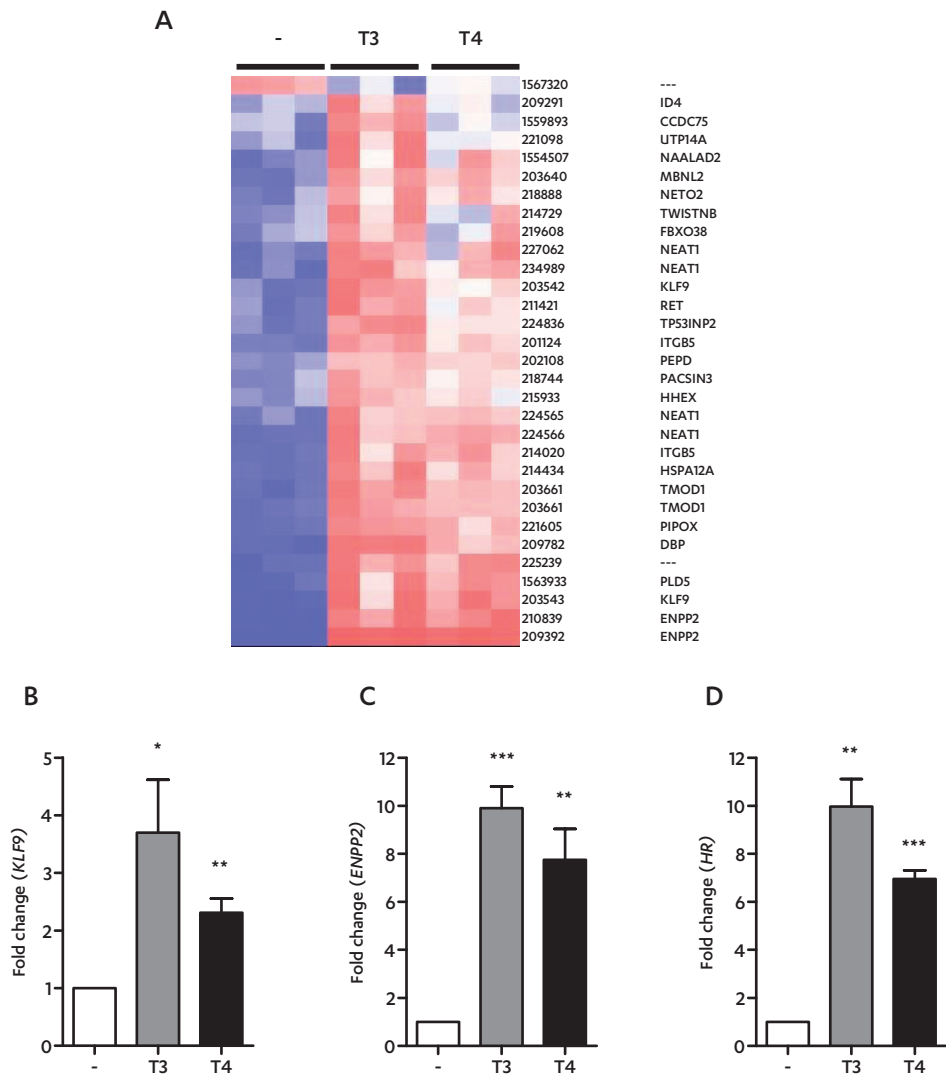 A
- T3 T4
1567320 ---
209291 ID4
1559893 CCDC75
221098 UTP14A
1554507 NAALAD2
203640 MBNL2
218888 NETO2
214729 TWISTNB
219608 FBXO38
227062 NEAT1
234989 NEAT1
203542 KLF9
211421 RET
224836 TP53INP2
201124 ITGB5
202108 PEPD
218744 PACSIN3
215933 HHEX
224565 NEAT1
224566 NEAT1
214020 ITGB5
214434 HSPA12A
203661 TMOD1
203661 TMOD1
221605 PIPOX
209782 DBP
225239 ---
1563933 PLD5
203543 KLF9
210839 ENPP2
209392 ENPP2
B
Fold change (KLF9)
5
4
3
2
1
0
*
**
- T3 T4
C
Fold change (ENPP2)
12
10
8
6
4
2
0
***
**
- T3 T4
D
Fold change (HR)
12
10
8
6
4
2
0
**
***
- T3 T4